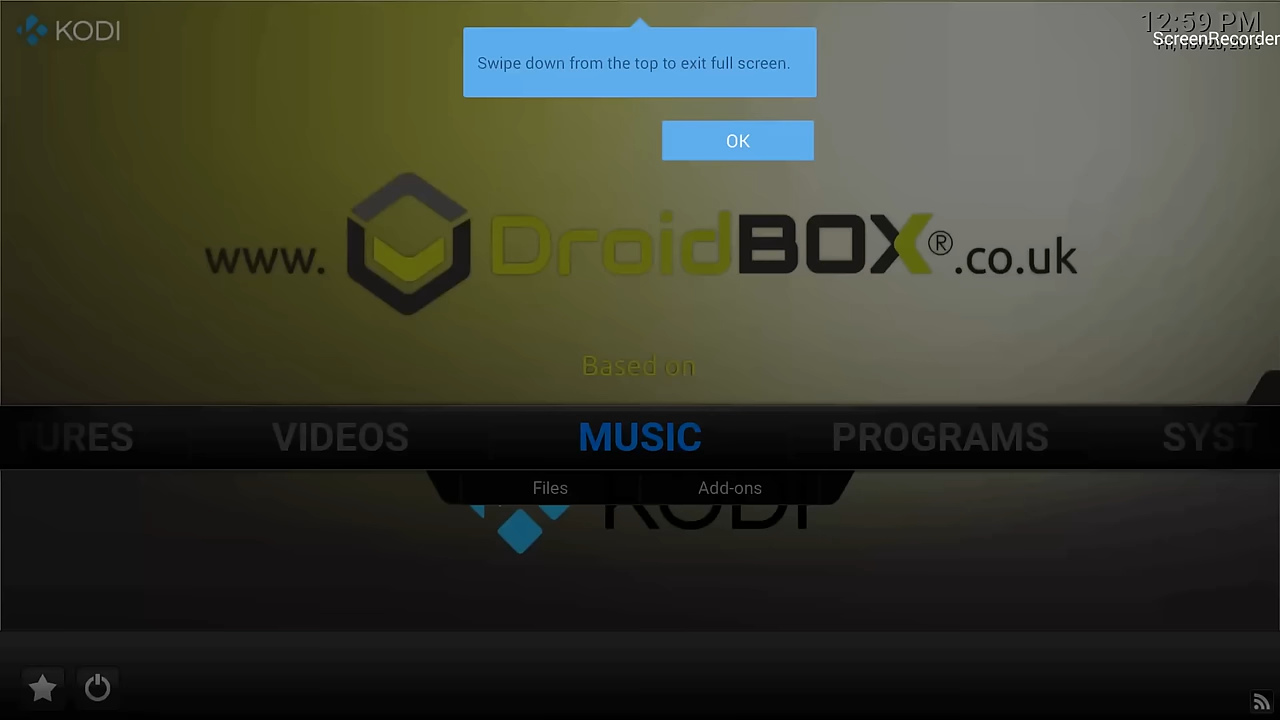 KODI
12:59 PM
ScreenRecorder
Swipe down from the top to exit full screen.
OK
www.
DroidBOX®
.co.uk
Based on
TURES VIDEOS MUSIC PROGRAMS SYST
Files Add-ons
KODI